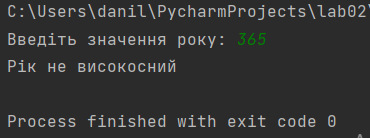 C:\Users\danil\PycharmProjects\lab02\
Введіть значення року: 365
Рік не високосний
Process finished with exit code 0